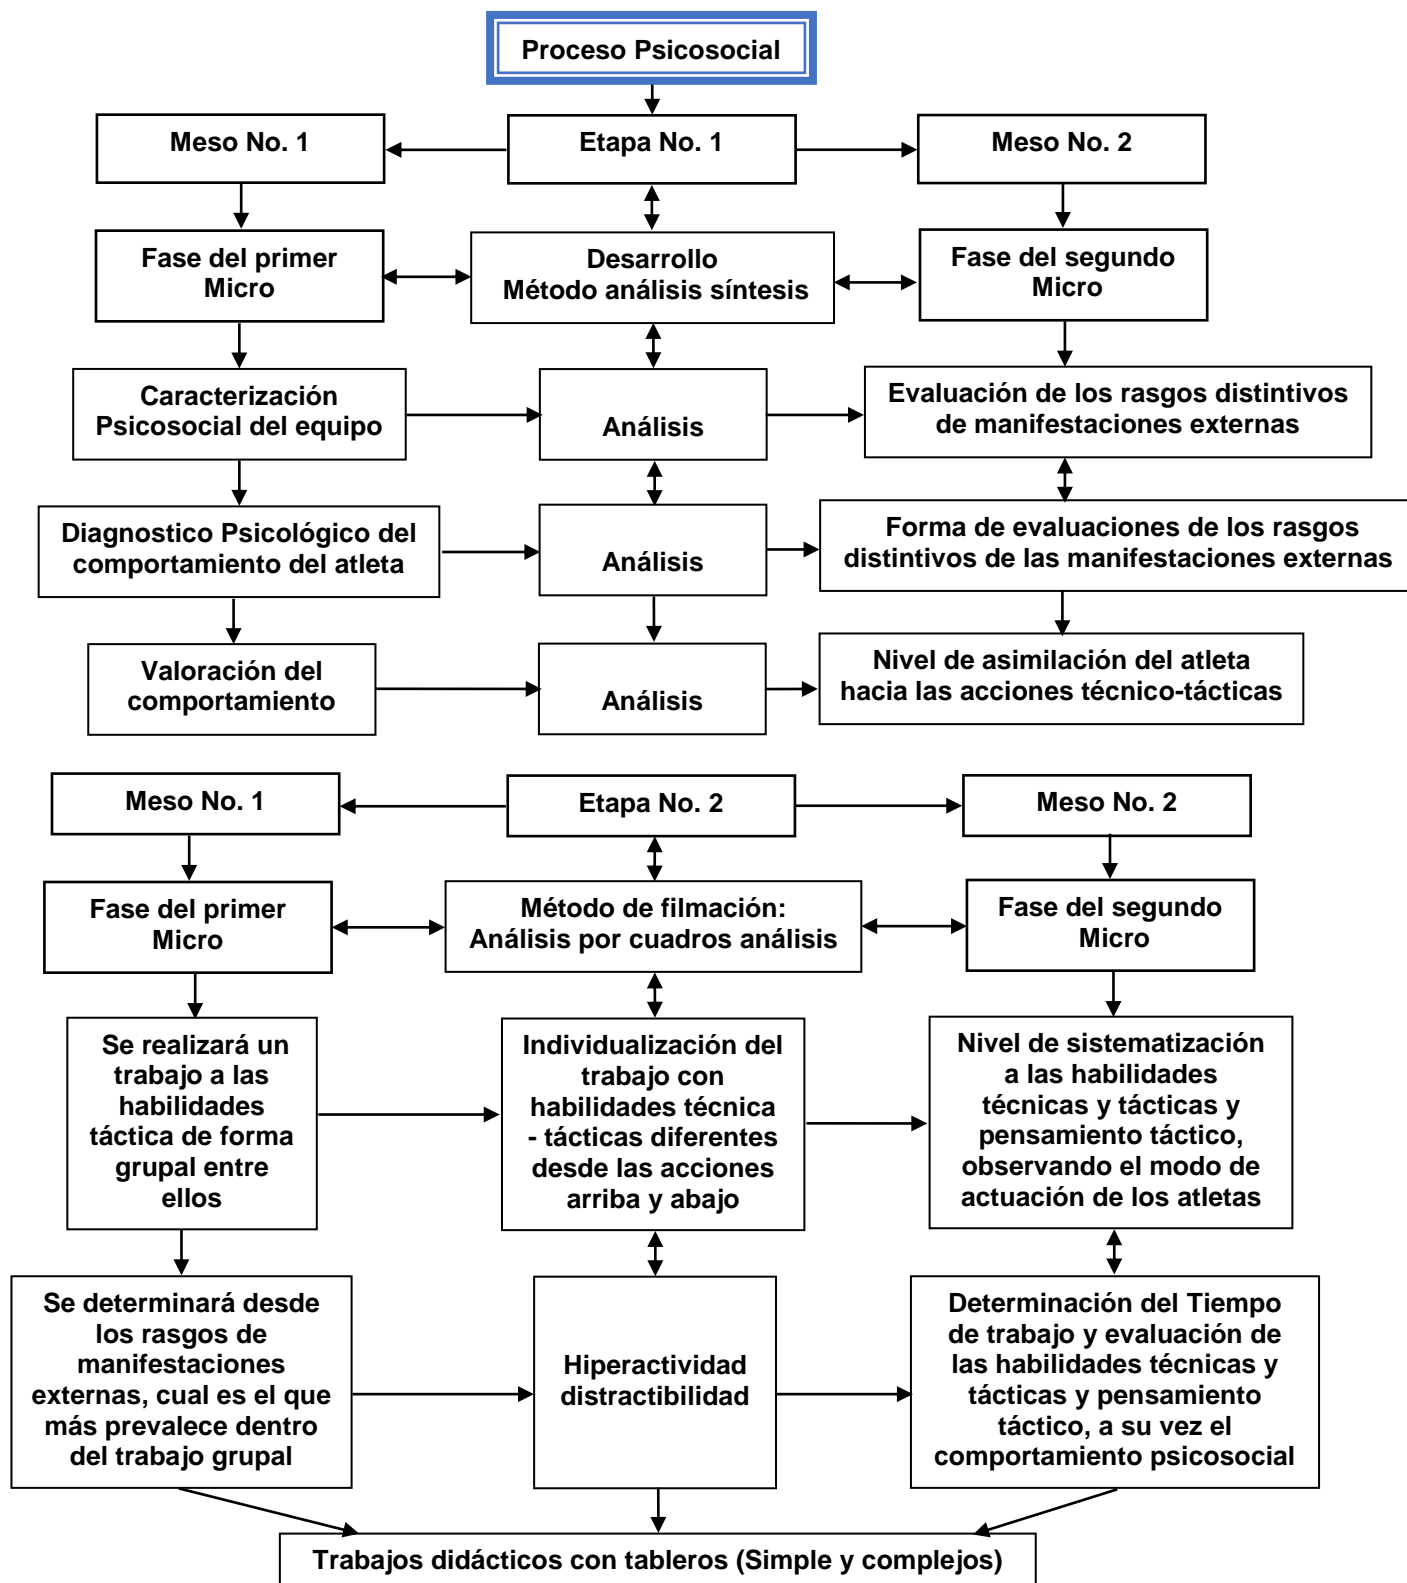 Proceso Psicosocial
Meso No. 1
Etapa No. 1
Meso No. 2
Fase del primer
Micro
Desarrollo
Método análisis síntesis
Fase del segundo
Micro
Caracterización
Psicosocial del equipo
Análisis
Evaluación de los rasgos distintivos
de manifestaciones externas
Diagnostico Psicológico del
comportamiento del atleta
Análisis
Forma de evaluaciones de los rasgos
distintivos de las manifestaciones externas
Valoración del
comportamiento
Análisis
Nivel de asimilación del atleta
hacia las acciones técnico-tácticas
Meso No. 1
Etapa No. 2
Meso No. 2
Fase del primer
Micro
Método de filmación:
Análisis por cuadros análisis
Fase del segundo
Micro
Se realizará un
trabajo a las
habilidades
táctica de forma
grupal entre
ellos
Individualización del
trabajo con
habilidades técnica
- tácticas diferentes
desde las acciones
arriba y abajo
Nivel de sistematización
a las habilidades
técnicas y tácticas y
pensamiento táctico,
observando el modo de
actuación de los atletas
Se determinará desde
los rasgos de
manifestaciones
externas, cual es el que
más prevalece dentro
del trabajo grupal
Hiperactividad
distractibilidad
Determinación del Tiempo
de trabajo y evaluación de
las habilidades técnicas y
tácticas y pensamiento
táctico, a su vez el
comportamiento psicosocial
Trabajos didácticos con tableros (Simple y complejos)